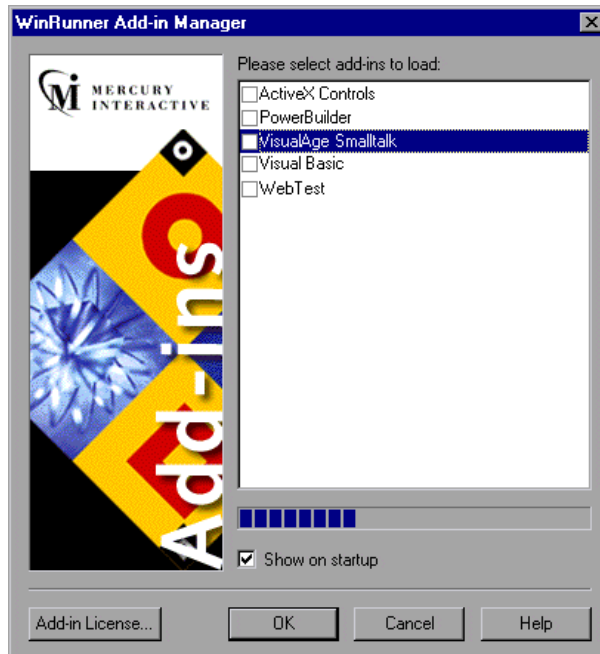 WinRunner Add-in Manager
MERCURY
INTERACTIVE
Add-ins
Please select add-ins to load:
ActiveX Controls
PowerBuilder
VisualAge Smalltalk
Visual Basic
WebTest
Show on startup
Add-in License...
OK
Cancel
Help